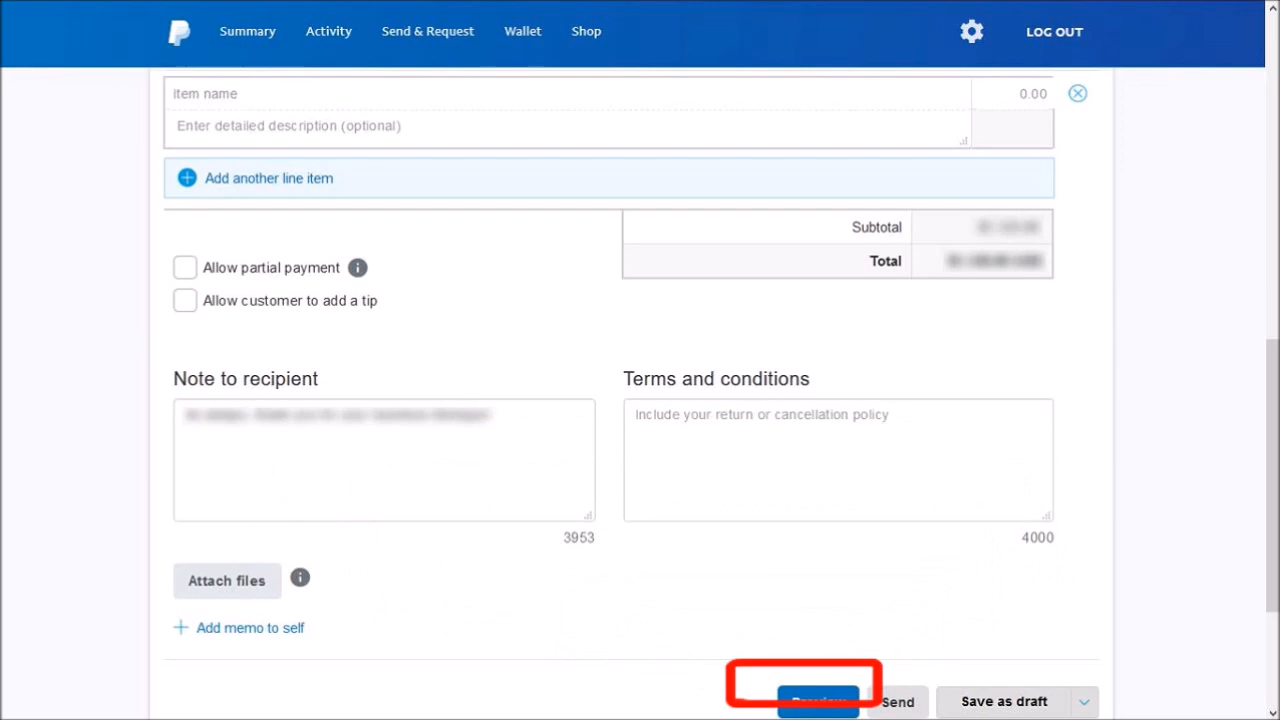 Summary Activity Send & Request Wallet Shop LOG OUT
item name 0.00
Enter detailed description (optional)
Add another line item
Subtotal
Total
Allow partial payment
Allow customer to add a tip
Note to recipient Terms and conditions
Include your return or cancellation policy
3953 4000
Attach files
Add memo to self
Send Save as draft